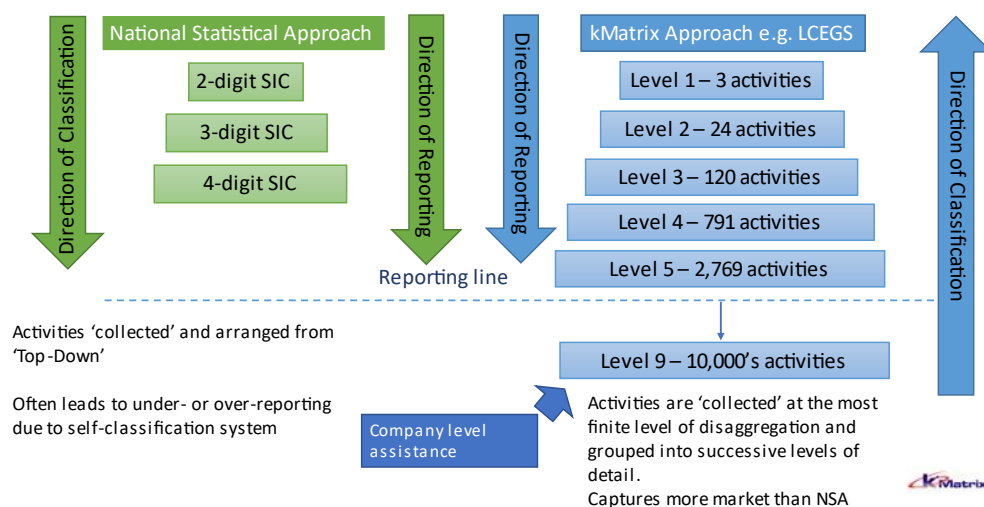 National Statistical Approach
kMatrix Approach e.g. LCEGS
Direction of Classification
2-digit SIC
3-digit SIC
4-digit SIC
Direction of Reporting
Direction of Reporting
Level 1 – 3 activities
Level 2 – 24 activities
Level 3 – 120 activities
Level 4 – 791 activities
Level 5 – 2,769 activities
Direction of Classification
Reporting line
Activities ‘collected’ and arranged from
‘Top-Down’
Often leads to under- or over-reporting
due to self-classification system
Level 9 – 10,000’s activities
Company level
assistance
Activities are ‘collected’ at the most
finite level of disaggregation and
grouped into successive levels of
detail.
Captures more market than NSA
kMatrix